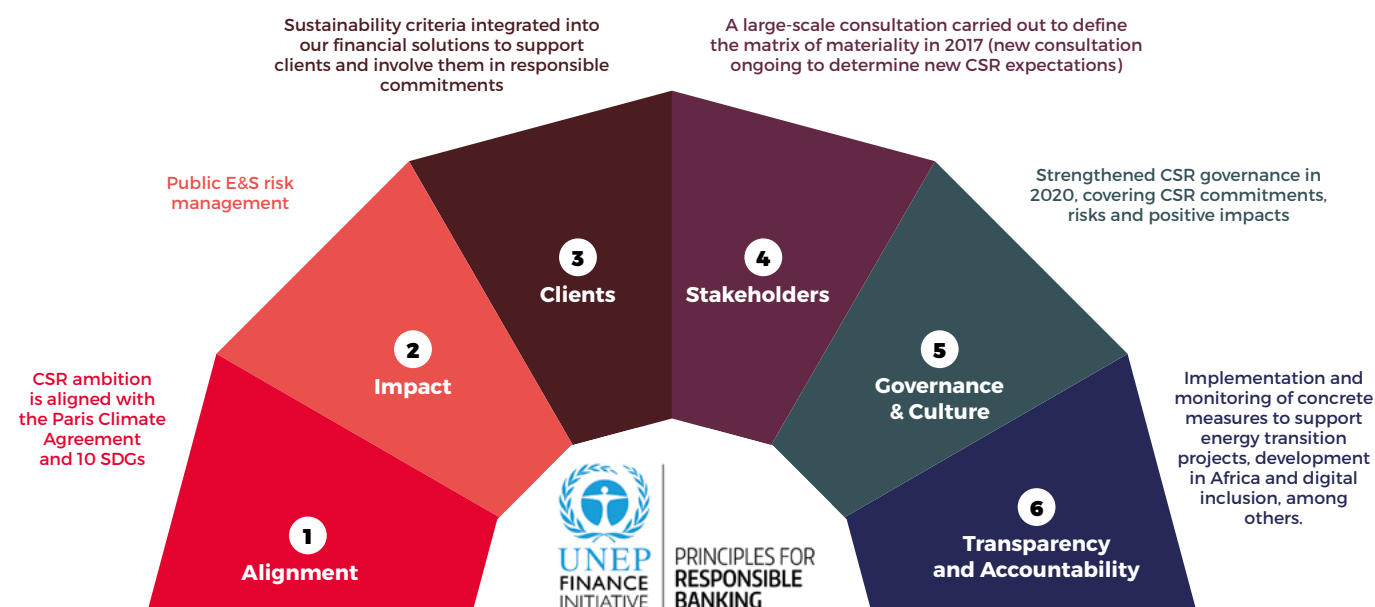 Sustainability criteria integrated into
our financial solutions to support
clients and involve them in responsible
commitments
A large-scale consultation carried out to define
the matrix of materiality in 2017 (new consultation
ongoing to determine new CSR expectations)
Public E&S risk
management
Strengthened CSR governance in
2020, covering CSR commitments,
risks and positive impacts
CSR ambition
is aligned with
the Paris Climate
Agreement
and 10 SDGs
Implementation and
monitoring of concrete
measures to support
energy transition
projects, development
in Africa and digital
inclusion, among
others.
1
Alignment
2
Impact
3
Clients
4
Stakeholders
5
Governance
& Culture
6
Transparency
and Accountability
UNEP
FINANCE
INITIATIVE
PRINCIPLES FOR
RESPONSIBLE
BANKING